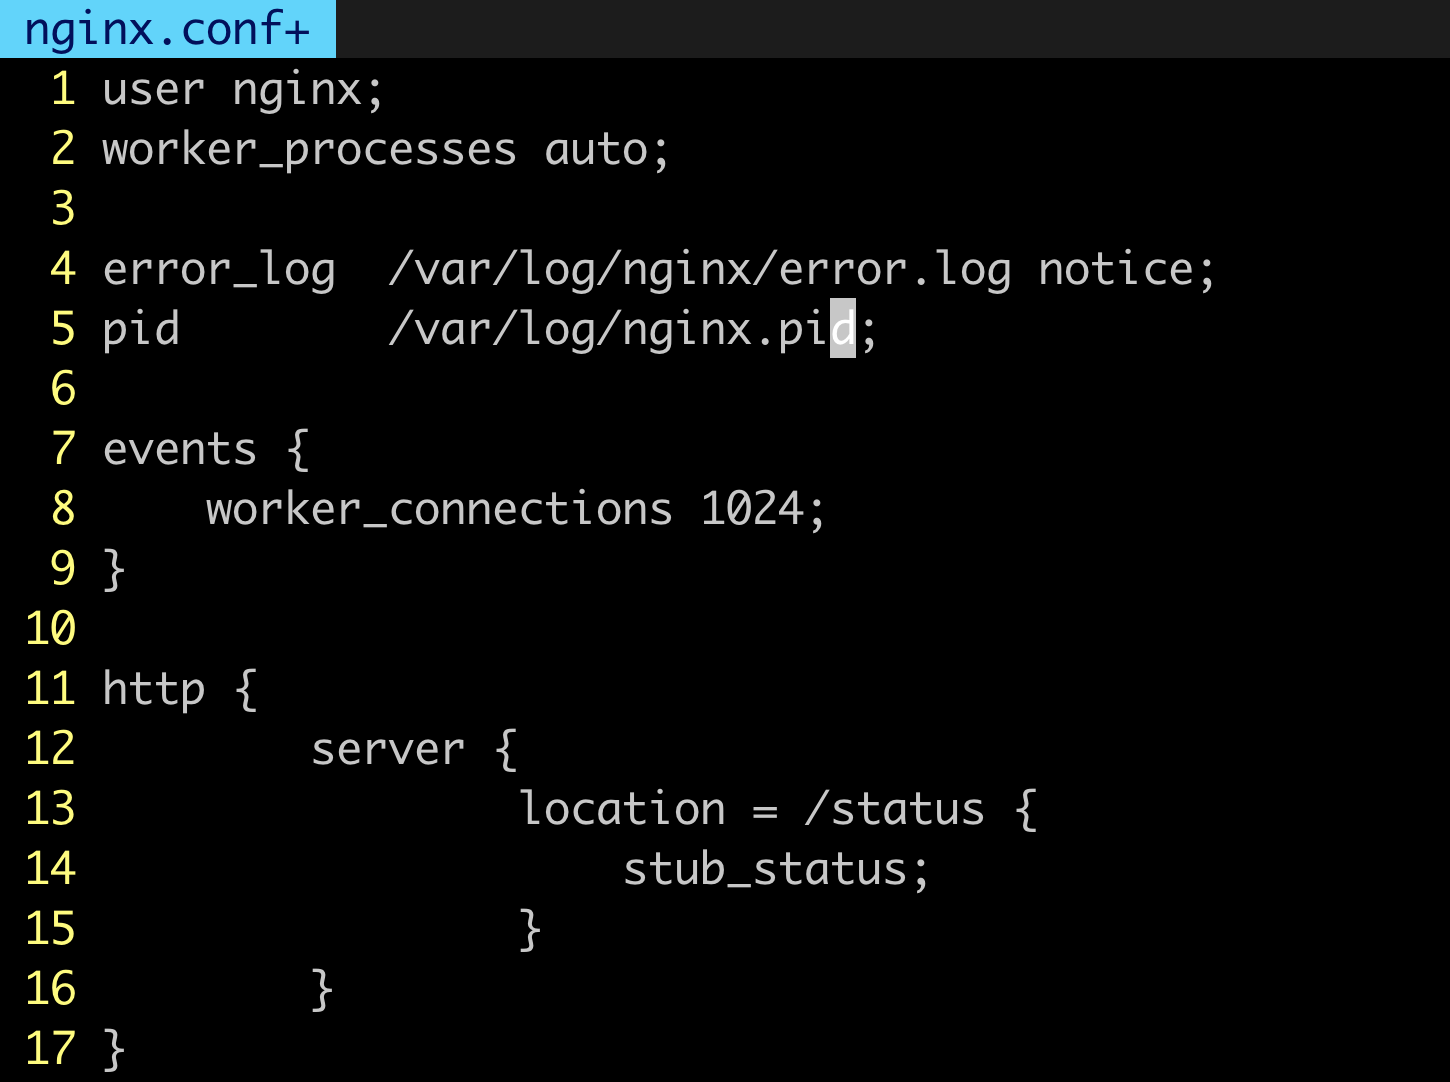 nginx.conf+
1 user nginx;
2 worker_processes auto;
3
4 error_log  /var/log/nginx/error.log notice;
5 pid        /var/log/nginx.pid;
6
7 events {
8     worker_connections 1024;
9 }
10
11 http {
12         server {
13                 location = /status {
14                     stub_status;
15                 }
16         }
17 }